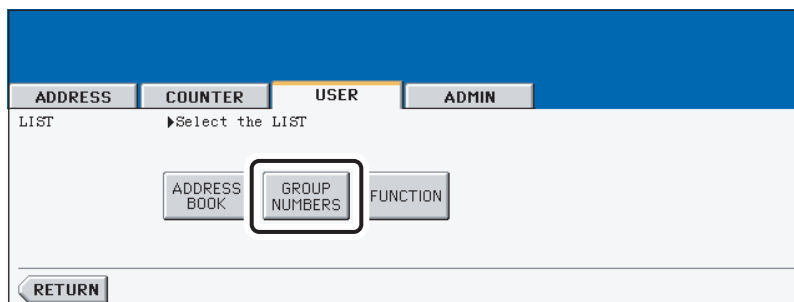 ADDRESS COUNTER USER ADMIN
LIST ▶Select the LIST
ADDRESS BOOK GROUP NUMBERS FUNCTION
RETURN